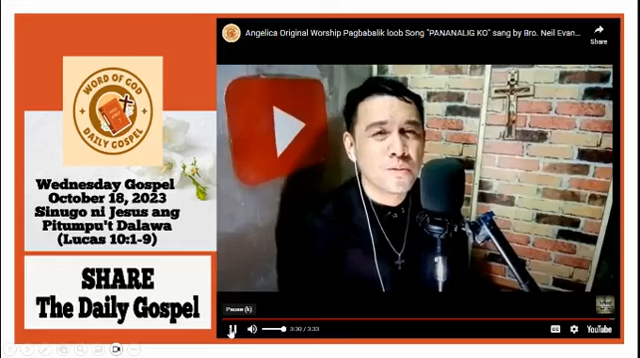 Angelica Original Worship Pagbabalik loob Song "PANANALIG KO" sang by Bro. Neil Evan...
Share
WORD OF GOD
DAILY GOSPEL
Wednesday Gospel
October 18, 2023
Sinugo ni Jesus ang
Pitumpu't Dalawa
(Lucas 10:1-9)
SHARE
The Daily Gospel
Pause (k)
3:30 / 3:33
CC
YouTube